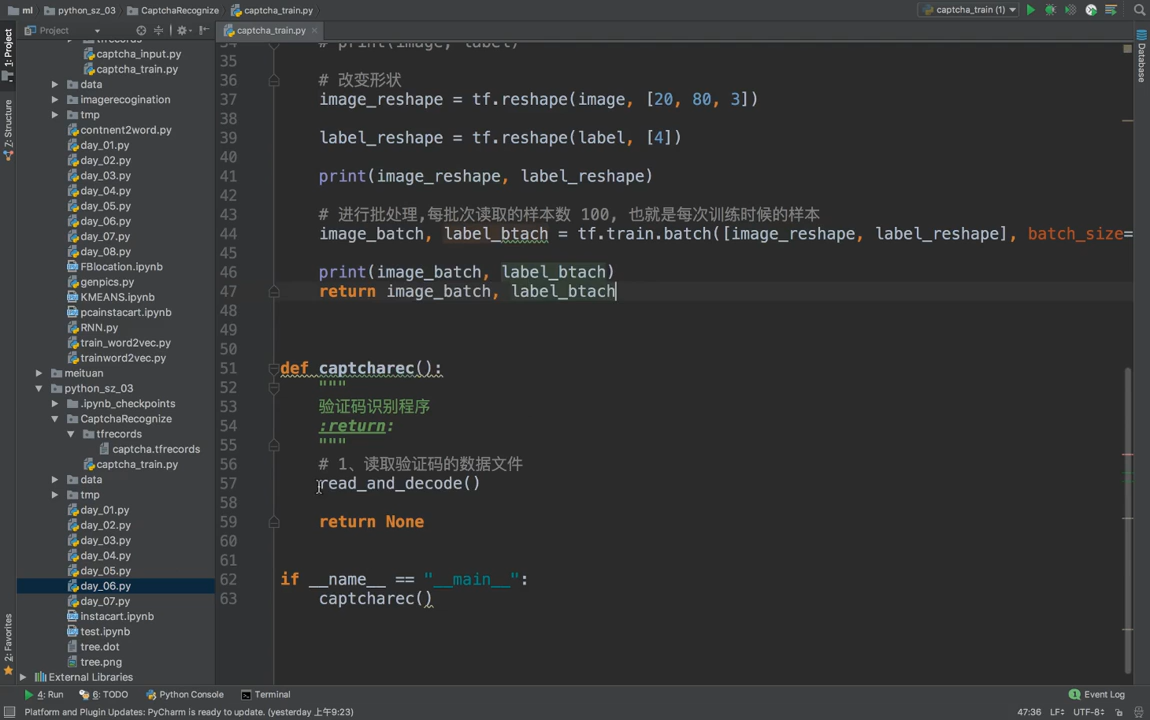 ml python_sz_03 CaptchaRecognize captcha_train.py captcha_train (1)
Project captcha_train.py
1: Project
Z: Structure
2: Favorites
Database
tfrecords
captcha_input.py
captcha_train.py
data
imagerecogination
tmp
contnent2word.py
day_01.py
day_02.py
day_03.py
day_04.py
day_05.py
day_06.py
day_07.py
day_08.py
FBlocation.ipynb
genpics.py
KMEANS.ipynb
pcainstacart.ipynb
RNN.py
train_word2vec.py
trainword2vec.py
meituan
python_sz_03
.ipynb_checkpoints
CaptchaRecognize
tfrecords
captcha.tfrecords
captcha_train.py
data
tmp
day_01.py
day_02.py
day_03.py
day_04.py
day_05.py
day_06.py
day_07.py
instacart.ipynb
test.ipynb
tree.dot
tree.png
External Libraries
34 # print(image, label)
35
36 # 改变形状
37 image_reshape = tf.reshape(image, [20, 80, 3])
38
39 label_reshape = tf.reshape(label, [4])
40
41 print(image_reshape, label_reshape)
42
43 # 进行批处理,每批次读取的样本数 100, 也就是每次训练时候的样本
44 image_batch, label_btach = tf.train.batch([image_reshape, label_reshape], batch_size=
45
46 print(image_batch, label_btach)
47 return image_batch, label_btach
48
49
50
51 def captcharec():
52 """
53 验证码识别程序
54 :return:
55 """
56 # 1、读取验证码的数据文件
57 read_and_decode()
58
59 return None
60
61
62 if __name__ == "__main__":
63 captcharec()
4: Run 6: TODO Python Console Terminal 1 Event Log
Platform and Plugin Updates: PyCharm is ready to update. (yesterday 上午9:23) 47:36 LF÷ UTF-8÷